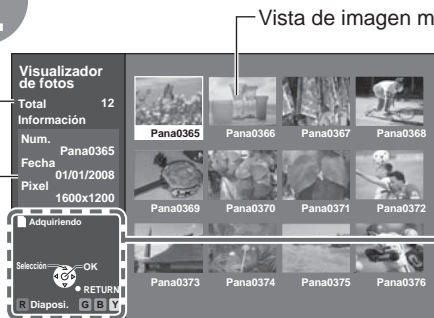 Vista de imagen m
Visualizador
de fotos
Total 12
Información
Num.
Pana0365
Fecha
01/01/2008
Pixel
1600x1200
Adquiriendo
Selección OK
RETURN
R Diaposi. G B Y
Pana0365 Pana0366 Pana0367 Pana0368
Pana0369 Pana0370 Pana0371 Pana0372
Pana0373 Pana0374 Pana0375 Pana0376